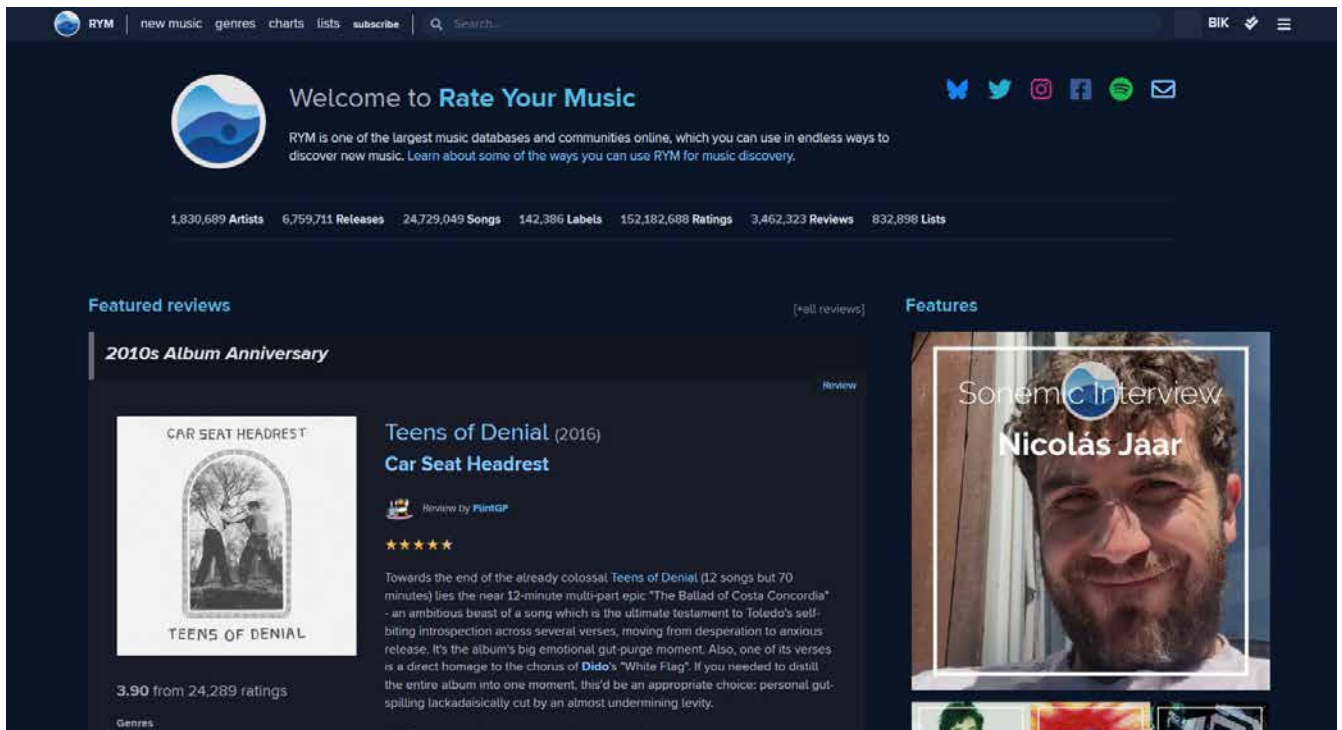 RYM new music genres charts lists subscribe Search...
BIK
Welcome to Rate Your Music
RYM is one of the largest music databases and communities online, which you can use in endless ways to
discover new music. Learn about some of the ways you can use RYM for music discovery.
1,830,689 Artists 6,759,711 Releases 24,729,049 Songs 142,386 Labels 152,182,688 Ratings 3,462,323 Reviews 832,898 Lists
Featured reviews
[+all reviews]
2010s Album Anniversary
Review
CAR SEAT HEADREST
TEENS OF DENIAL
3.90 from 24,289 ratings
Genres
Teens of Denial (2016)
Car Seat Headrest
Review by FlintGF
Towards the end of the already colossal Teens of Denial (12 songs but 70
minutes) lies the near 12-minute multi-part epic "The Ballad of Costa Concordia"
- an ambitious beast of a song which is the ultimate testament to Toledo's self-
biting introspection across several verses, moving from desperation to anxious
release. It's the album's big emotional gut-purge moment. Also, one of its verses
is a direct homage to the chorus of Dido's "White Flag". If you needed to distill
the entire album into one moment, this'd be an appropriate choice: personal gut-
spilling lackadaisically cut by an almost undermining levity.
Features
Sonemic Interview
Nicolás Jaar